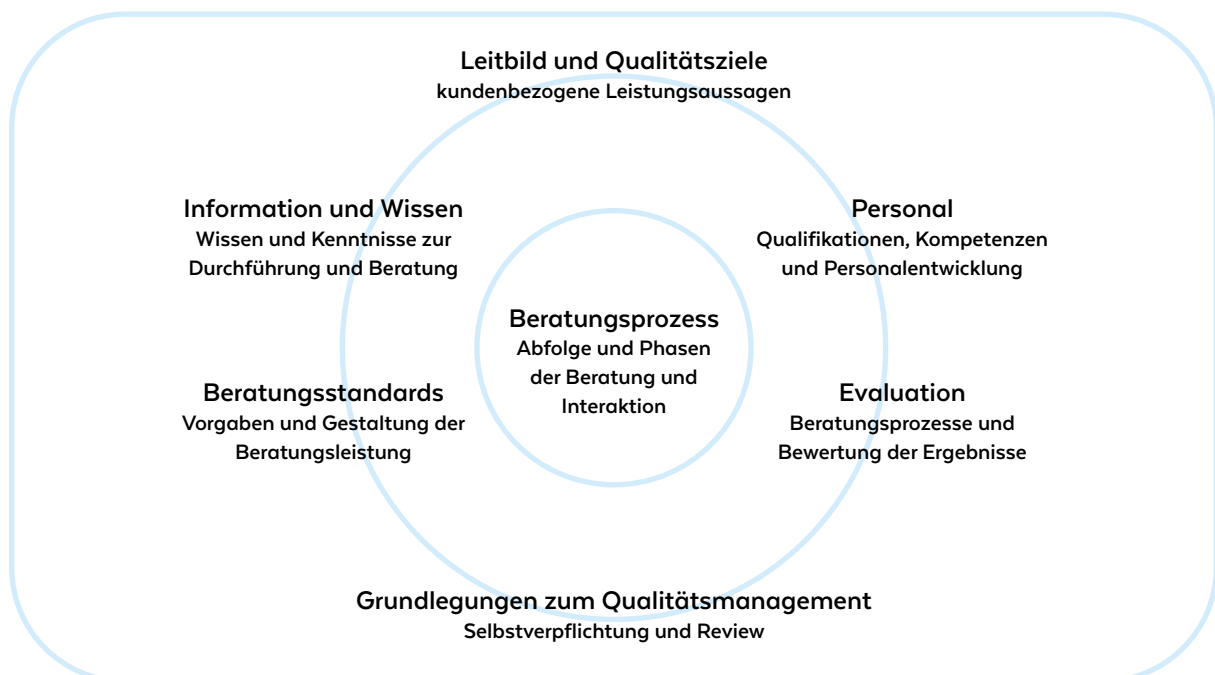 Leitbild und Qualitätsziele
kundenbezogene Leistungsaussagen
Information und Wissen
Wissen und Kenntnisse zur
Durchführung und Beratung
Personal
Qualifikationen, Kompetenzen
und Personalentwicklung
Beratungsprozess
Abfolge und Phasen
der Beratung und
Interaktion
Beratungsstandards
Vorgaben und Gestaltung der
Beratungsleistung
Evaluation
Beratungsprozesse und
Bewertung der Ergebnisse
Grundlegungen zum Qualitätsmanagement
Selbstverpflichtung und Review